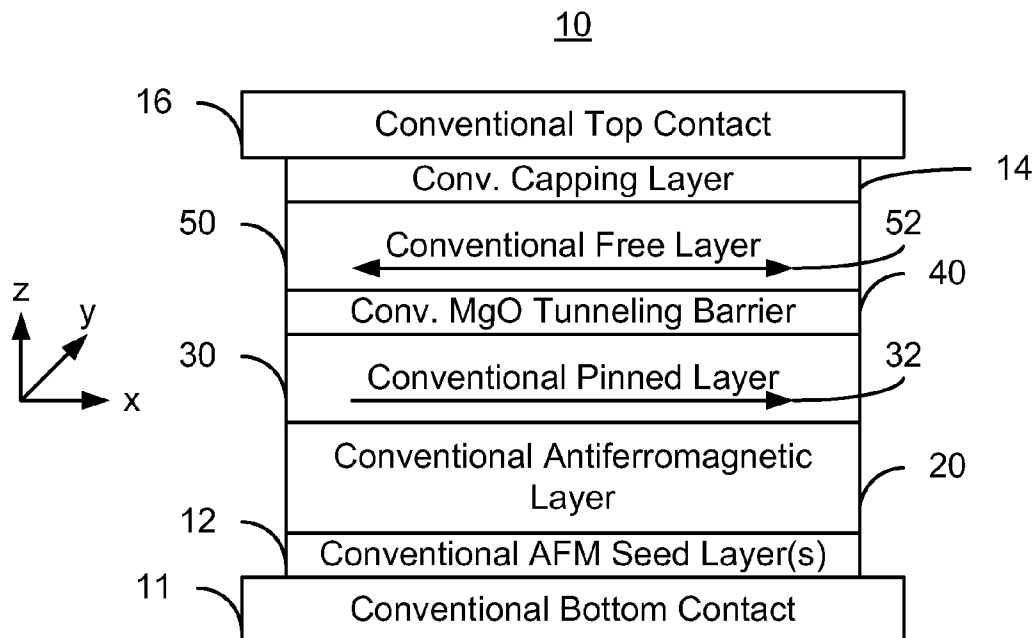 10
16
Conventional Top Contact
Conv. Capping Layer
14
50
Conventional Free Layer
52
Conv. MgO Tunneling Barrier
40
z
y
x
30
Conventional Pinned Layer
32
Conventional Antiferromagnetic
Layer
20
12
Conventional AFM Seed Layer(s)
11
Conventional Bottom Contact